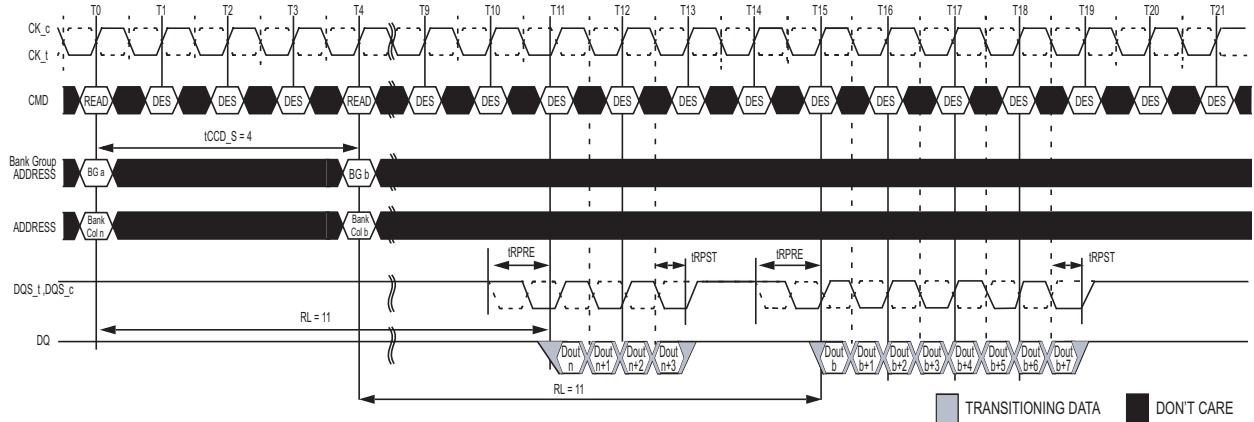 T0 T1 T2 T3 T4 T9 T10 T11 T12 T13 T14 T15 T16 T17 T18 T19 T20 T21
CK_c
CK_t
CMD READ DES DES DES READ DES DES DES DES DES DES DES DES DES DES DES DES DES
tCCD_S = 4
Bank Group
ADDRESS BG a BG b
ADDRESS
Bank
Col n
Bank
Col b
tRPRE tRPST tRPRE tRPST
DQS_t ,DQS_c
RL = 11
DQ
Dout
n
Dout
n+1
Dout
n+2
Dout
n+3
Dout
b
Dout
b+1
Dout
b+2
Dout
b+3
Dout
b+4
Dout
b+5
Dout
b+6
Dout
b+7
RL = 11
TRANSITIONING DATA DON'T CARE